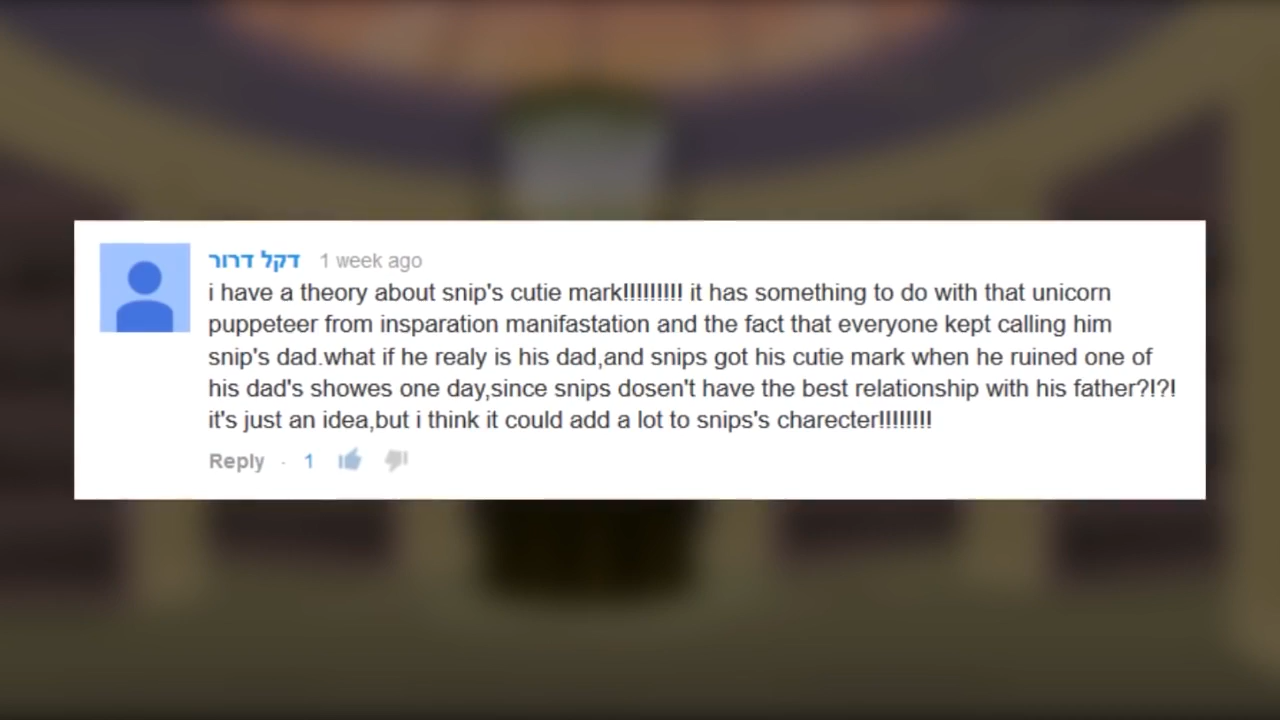 דקל דרור 1 week ago
i have a theory about snip's cutie mark!!!!!!!!! it has something to do with that unicorn
puppeteer from insparation manifastation and the fact that everyone kept calling him
snip's dad.what if he realy is his dad,and snips got his cutie mark when he ruined one of
his dad's showes one day,since snips dosen't have the best relationship with his father?!?!
it's just an idea,but i think it could add a lot to snips's charecter!!!!!!!!
Reply · 1